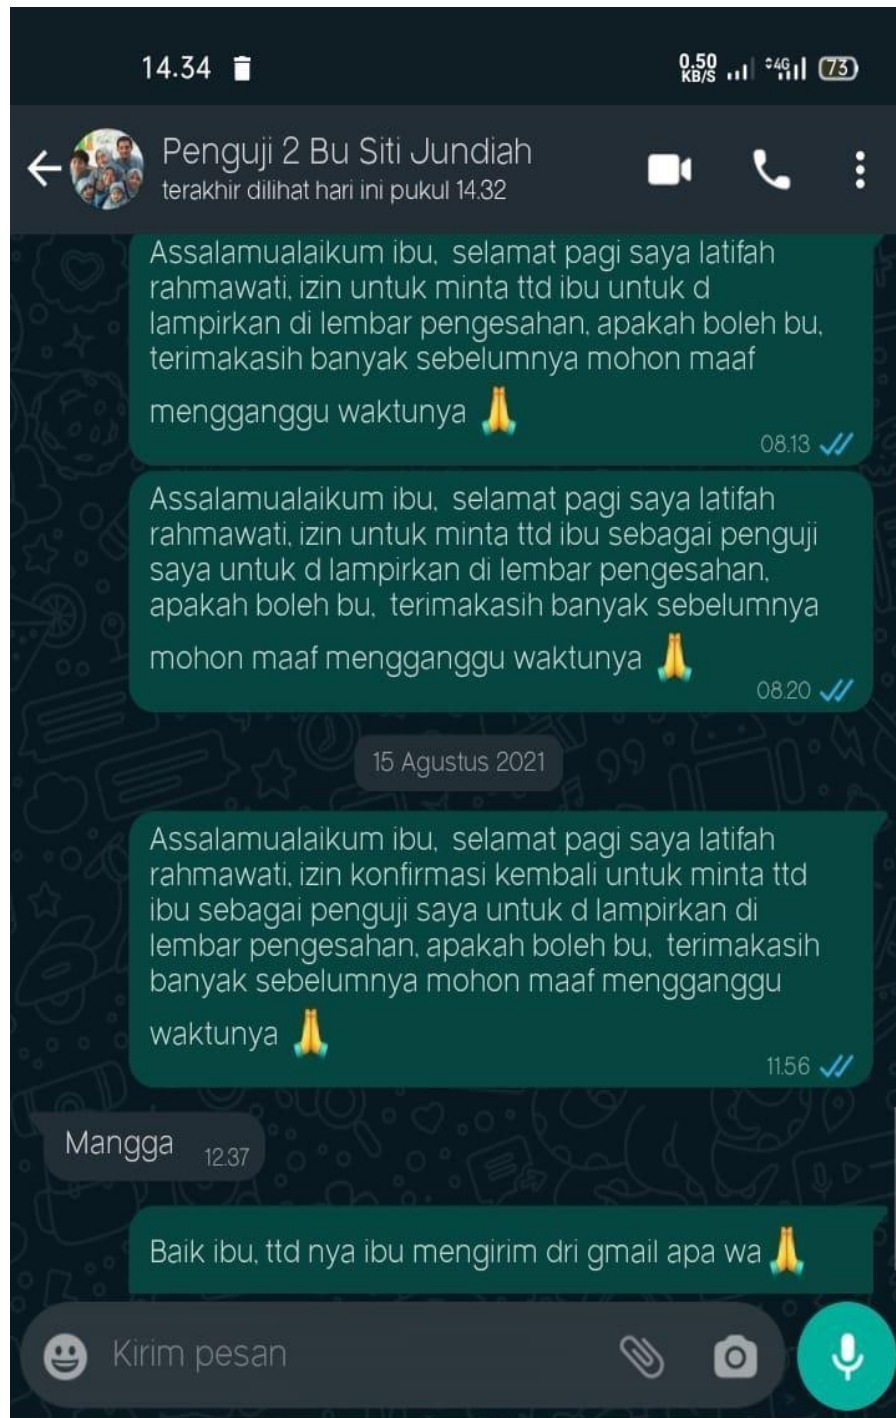 14.34
0.50
KB/S
4G
73
Penguji 2 Bu Siti Jundiah
terakhir dilihat hari ini pukul 14.32
Assalamualaikum ibu, selamat pagi saya latifah
rahmawati, izin untuk minta ttd ibu untuk d
lampirkan di lembar pengesahan, apakah boleh bu,
terimakasih banyak sebelumnya mohon maaf
mengganggu waktunya 🙏
08.13
Assalamualaikum ibu, selamat pagi saya latifah
rahmawati, izin untuk minta ttd ibu sebagai penguji
saya untuk d lampirkan di lembar pengesahan,
apakah boleh bu, terimakasih banyak sebelumnya
mohon maaf mengganggu waktunya 🙏
08.20
15 Agustus 2021
Assalamualaikum ibu, selamat pagi saya latifah
rahmawati, izin konfirmasi kembali untuk minta ttd
ibu sebagai penguji saya untuk d lampirkan di
lembar pengesahan, apakah boleh bu, terimakasih
banyak sebelumnya mohon maaf mengganggu
waktunya 🙏
11.56
Mangga 12.37
Baik ibu, ttd nya ibu mengirim dri gmail apa wa 🙏
Kirim pesan